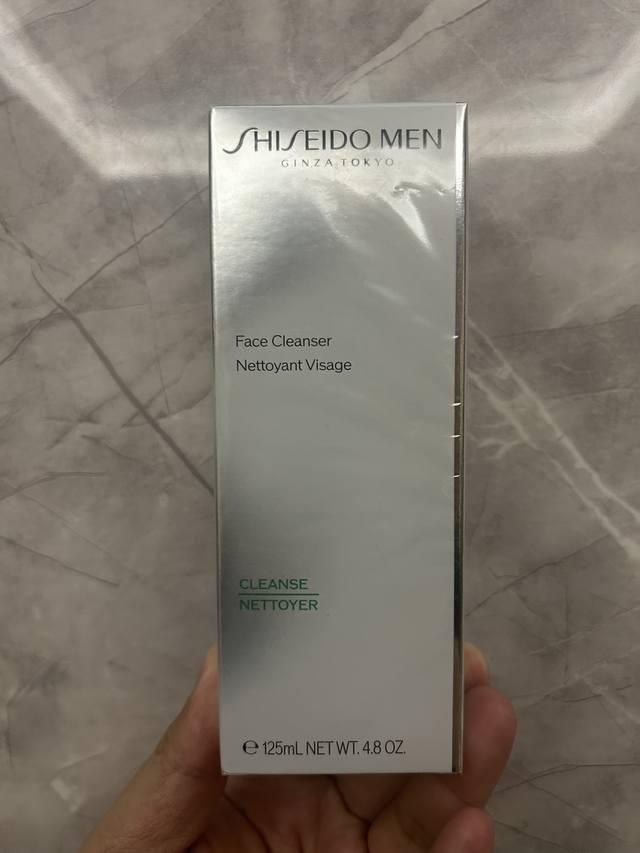 SHISEIDO MEN
GINZA TOKYO
Face Cleanser
Nettoyant Visage
CLEANSE
NETTOYER
℮ 125mL NET WT. 4.8 OZ.